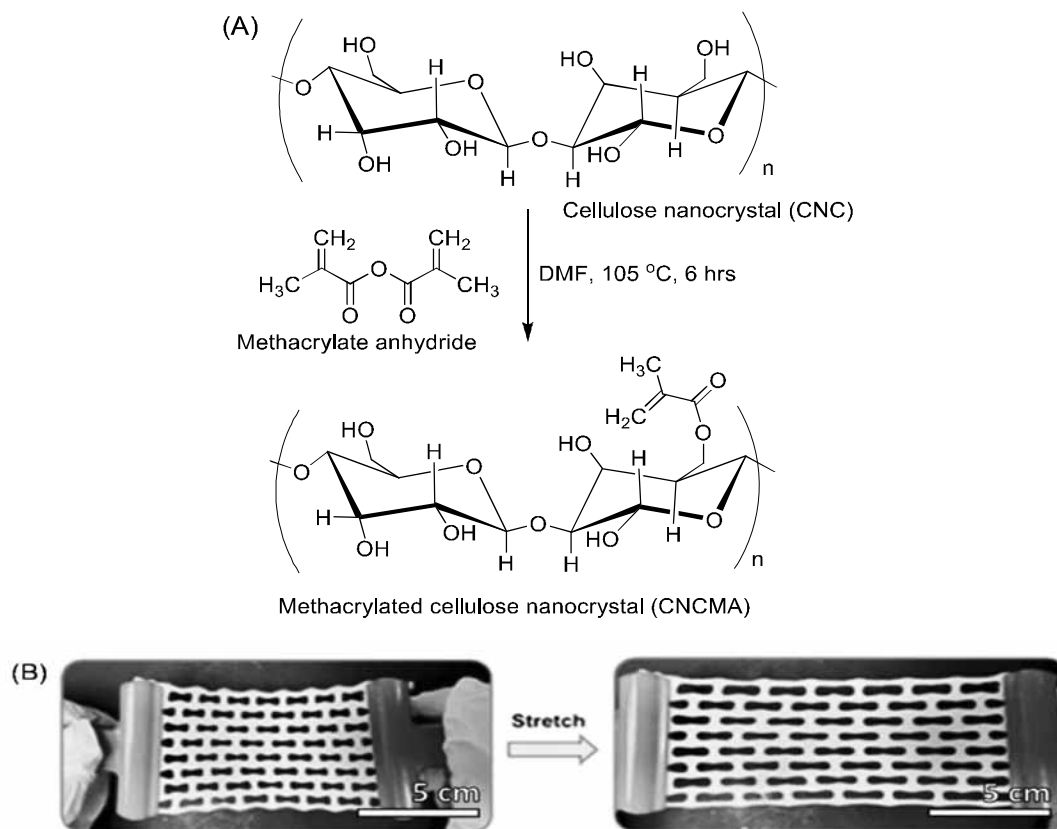 (A)
HO
H
O
O
H
OH
OH
H
O
HO
H
OH
O
HO
H
H
n
Cellulose nanocrystal (CNC)
CH2
CH2
H3C
O
CH3
O
O
Methacrylate anhydride
DMF, 105 oC, 6 hrs
H3C
O
H2C
O
HO
H
O
O
H
OH
OH
H
O
HO
H
O
HO
H
H
n
Methacrylated cellulose nanocrystal (CNCMA)
(B)
Stretch
5 cm
5 cm